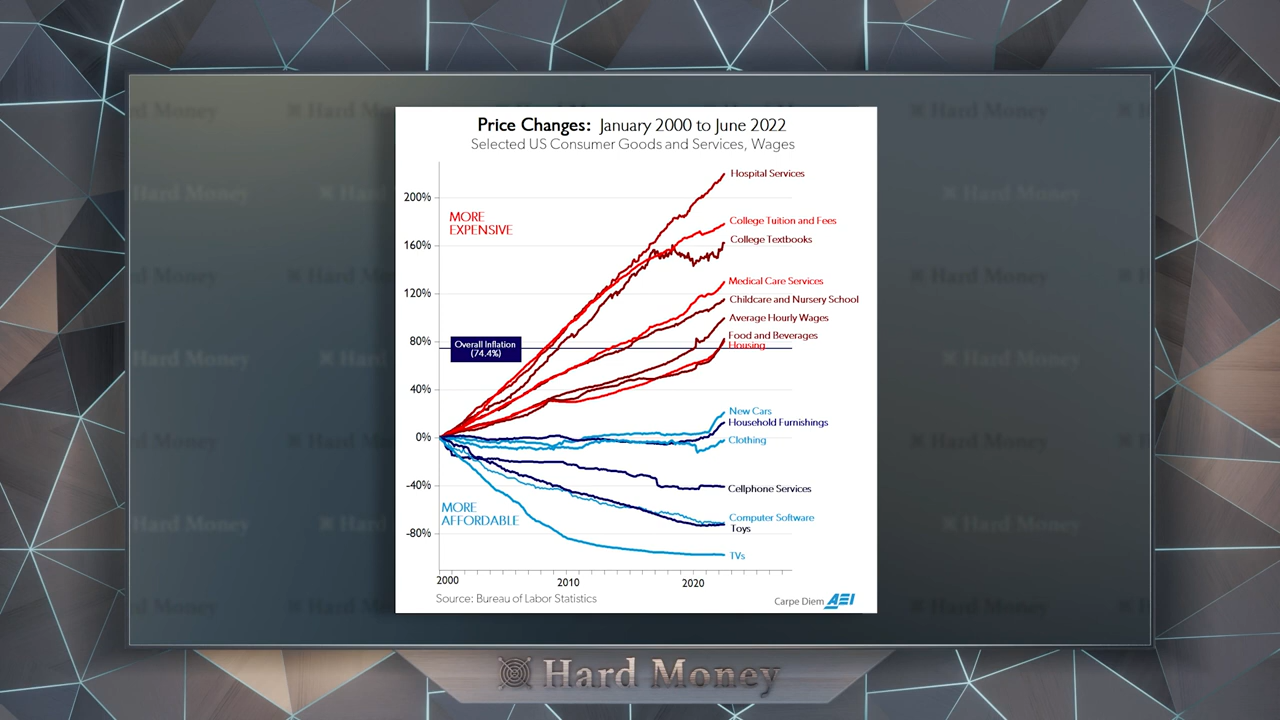 Price Changes: January 2000 to June 2022
Selected US Consumer Goods and Services, Wages
200%
160%
120%
80%
40%
0%
-40%
-80%
MORE
EXPENSIVE
Overall Inflation
(74.4%)
MORE
AFFORDABLE
Hospital Services
College Tuition and Fees
College Textbooks
Medical Care Services
Childcare and Nursery School
Average Hourly Wages
Food and Beverages
Housing
New Cars
Household Furnishings
Clothing
Cellphone Services
Computer Software
Toys
TVs
2000 2010 2020
Source: Bureau of Labor Statistics
Carpe Diem AEI
Hard Money